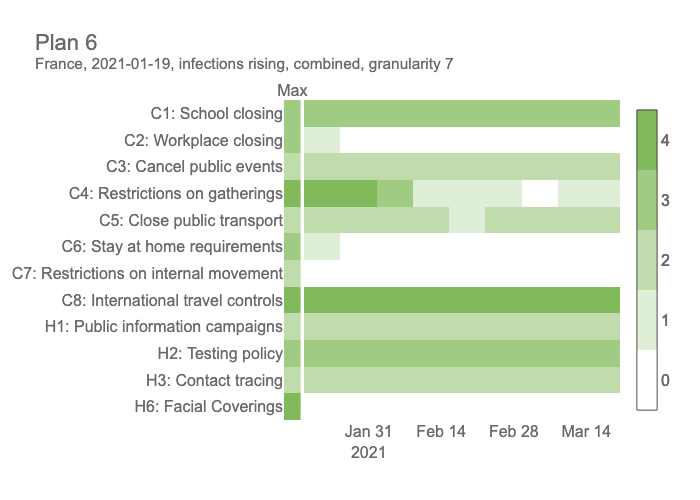 Plan 6
France, 2021-01-19, infections rising, combined, granularity 7
Max
C1: School closing
C2: Workplace closing
C3: Cancel public events
C4: Restrictions on gatherings
C5: Close public transport
C6: Stay at home requirements
C7: Restrictions on internal movement
C8: International travel controls
H1: Public information campaigns
H2: Testing policy
H3: Contact tracing
H6: Facial Coverings
Jan 31 Feb 14 Feb 28 Mar 14
2021
4
3
2
1
0